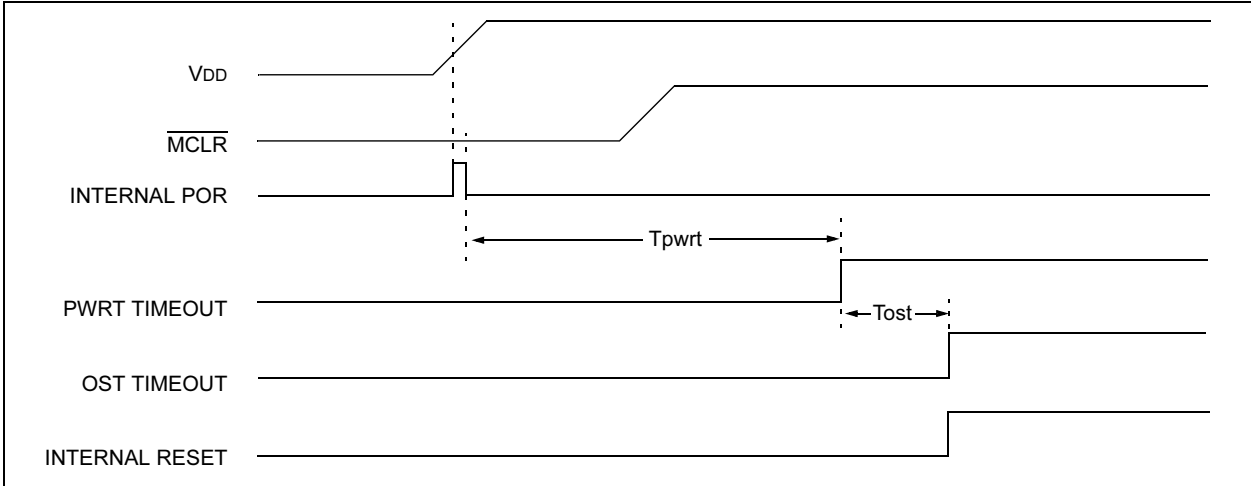 VDD
MCLR
INTERNAL POR
Tpwrt
PWRT TIMEOUT
Tost
OST TIMEOUT
INTERNAL RESET